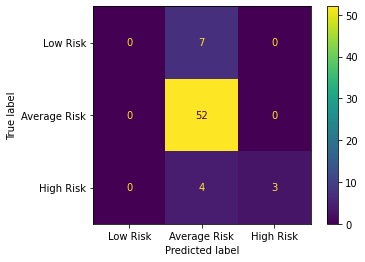 Low Risk 0 7 0
Average Risk 0 52 0
High Risk 0 4 3
Low Risk Average Risk High Risk
Predicted label
True label
50
40
30
20
10
0